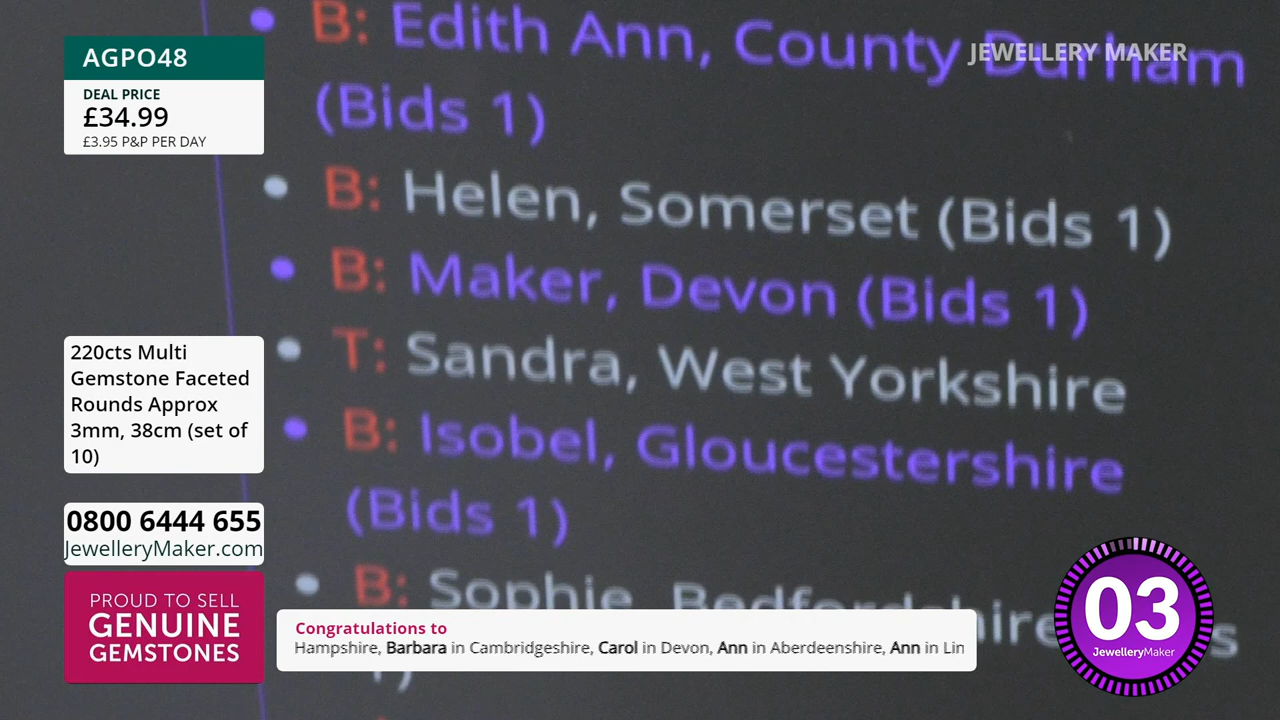 AGPO48
DEAL PRICE
£34.99
£3.95 P&P PER DAY
JEWELLERY MAKER
B: Edith Ann, County Durham
(Bids 1)
B: Helen, Somerset (Bids 1)
B: Maker, Devon (Bids 1)
T: Sandra, West Yorkshire
B: Isobel, Gloucestershire
(Bids 1)
B: Sophie, Bedfordshire
1)
220cts Multi
Gemstone Faceted
Rounds Approx
3mm, 38cm (set of
10)
0800 6444 655
JewelleryMaker.com
PROUD TO SELL
GENUINE
GEMSTONES
Congratulations to
Hampshire, Barbara in Cambridgeshire, Carol in Devon, Ann in Aberdeenshire, Ann in Lin
03
JewelleryMaker